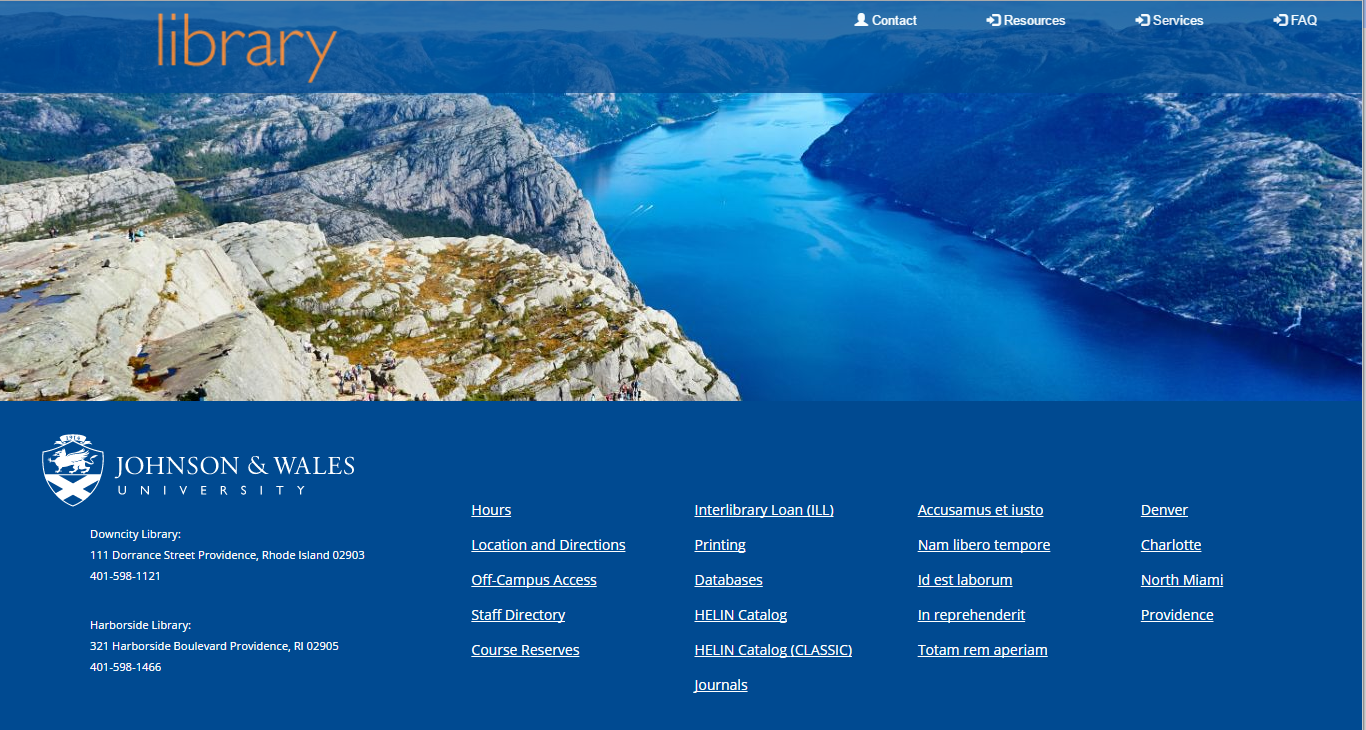 library
Contact
Resources
Services
FAQ
1914
JOHNSON & WALES
UNIVERSITY
Downcity Library:
111 Dorrance Street Providence, Rhode Island 02903
401-598-1121
Harborside Library:
321 Harborside Boulevard Providence, RI 02905
401-598-1466
Hours
Location and Directions
Off-Campus Access
Staff Directory
Course Reserves
Interlibrary Loan (ILL)
Printing
Databases
HELIN Catalog
HELIN Catalog (CLASSIC)
Journals
Accusamus et iusto
Nam libero tempore
Id est laborum
In reprehenderit
Totam rem aperiam
Denver
Charlotte
North Miami
Providence